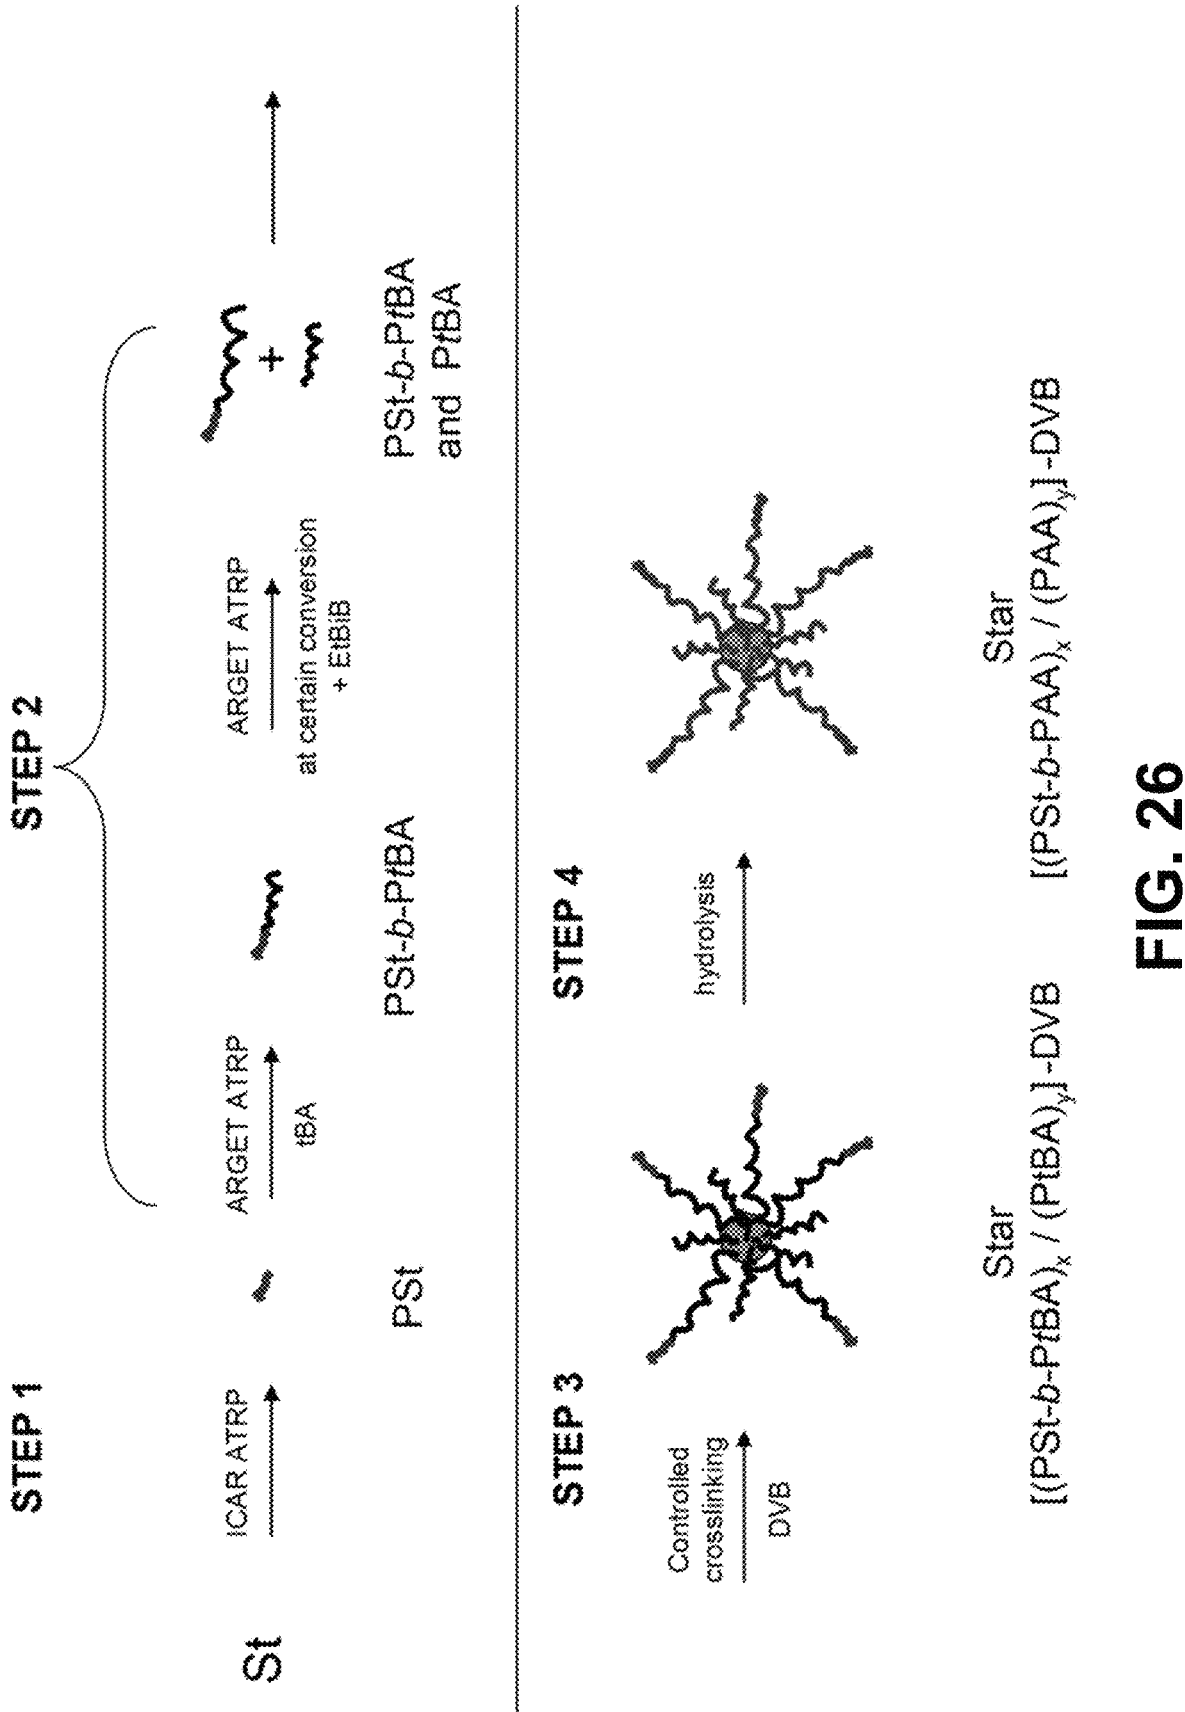 STEP 1
STEP 2
St
ICAR ATRP
PSt
ARGET ATRP
tBA
PSt-b-PtBA
ARGET ATRP
at certain conversion
+ EtBiB
+
PSt-b-PtBA
and PtBA
STEP 3
Controlled
crosslinking
DVB
Star
[(PSt-b-PtBA)x / (PtBA)y] -DVB
STEP 4
hydrolysis
Star
[(PSt-b-PAA)x / (PAA)y] -DVB
FIG. 26